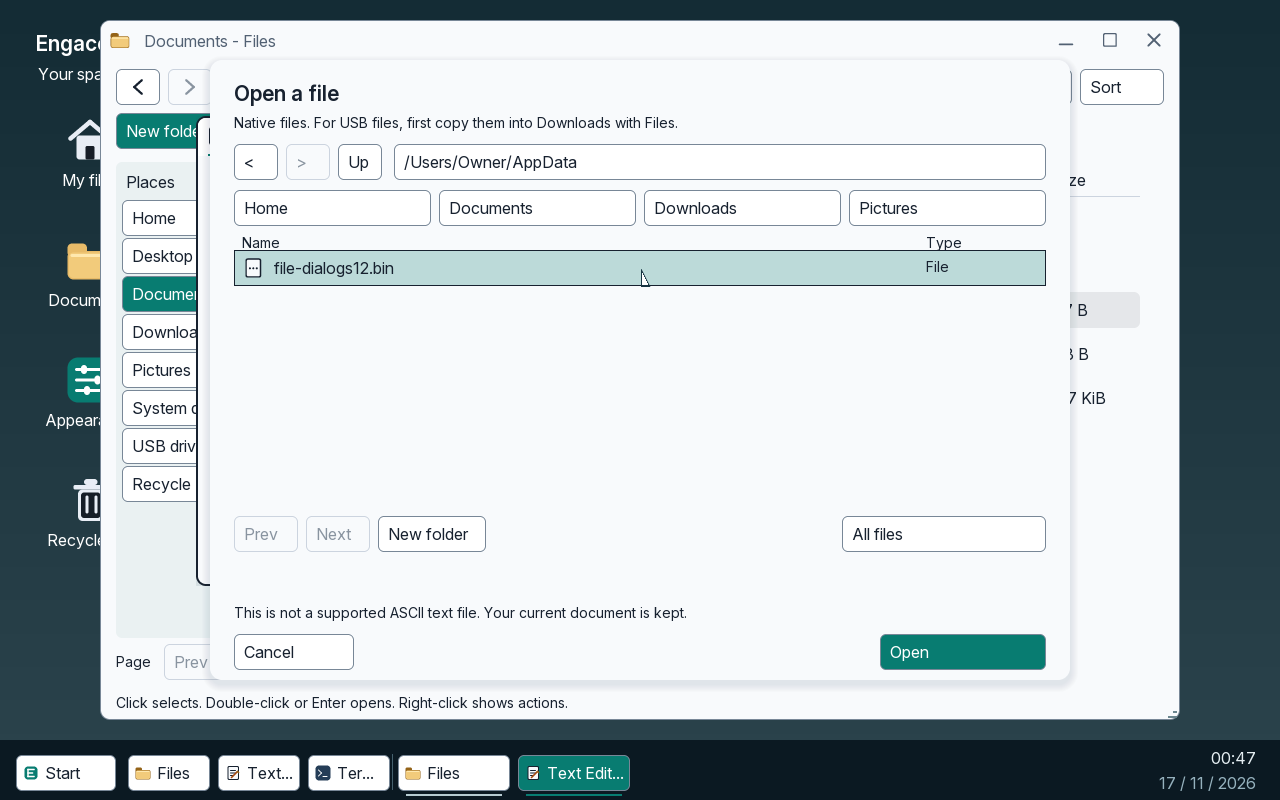 Documents - Files
Engac
Your spa
My fil
Docum
Appear
Recycle
Sort
New folde
Places
Home
Desktop
Documen
Downloa
Pictures
System
USB driv
Recycle
Page
Prev
ze
B
B
7 KiB
Open a file
Native files. For USB files, first copy them into Downloads with Files.
<
>
Up
/Users/Owner/AppData
Home
Documents
Downloads
Pictures
Name
Type
file-dialogs12.bin
File
Prev
Next
New folder
All files
This is not a supported ASCII text file. Your current document is kept.
Cancel
Open
Click selects. Double-click or Enter opens. Right-click shows actions.
Start
Files
Text...
Ter...
Files
Text Edit...
00:47
17 / 11 / 2026